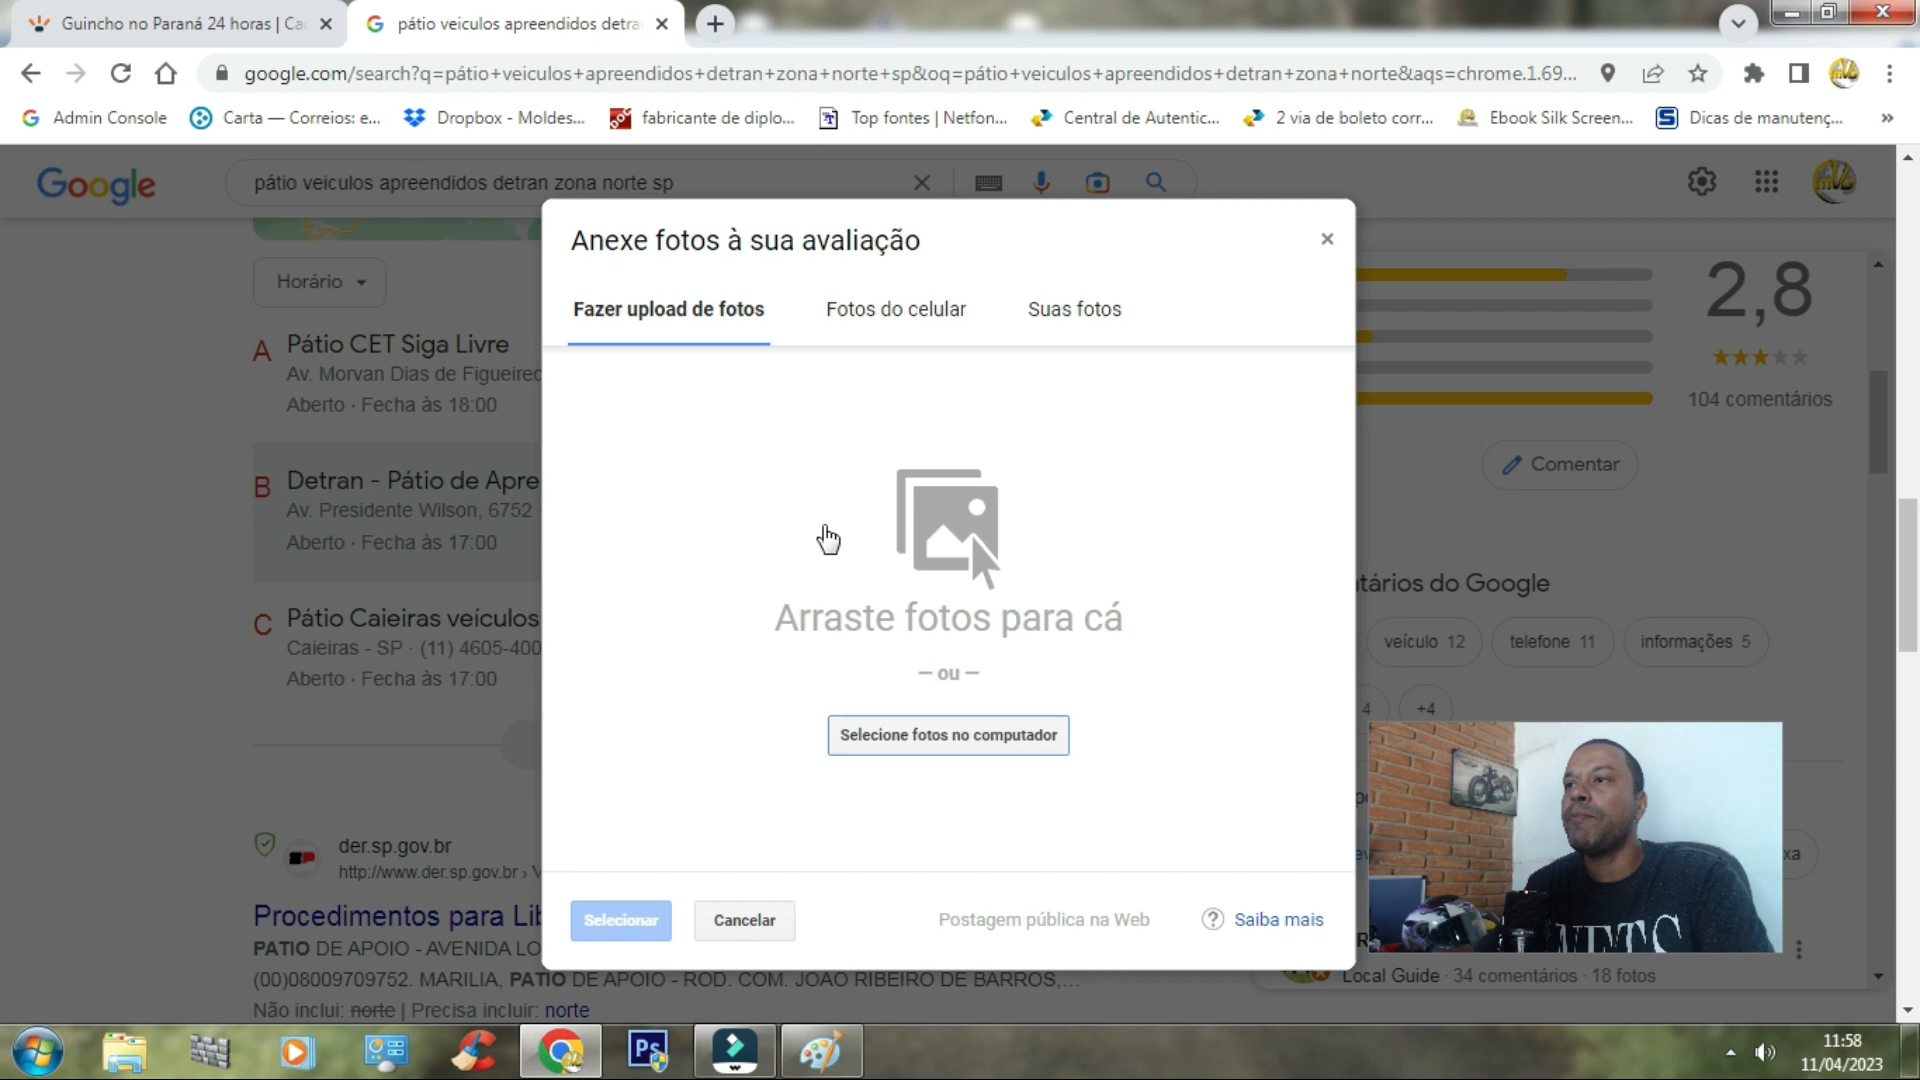 Guincho no Paraná 24 horas | Ca
pátio veiculos apreendidos detra
google.com/search?q=pátio+veiculos+apreendidos+detran+zona+norte+sp&oq=pátio+veiculos+apreendidos+detran+zona+norte&aqs=chrome.1.69...
Admin Console
Carta — Correios: e...
Dropbox - Moldes...
fabricante de diplo...
Top fontes | Netfon...
Central de Autentic...
2 via de boleto corr...
Ebook Silk Screen...
Dicas de manutenç...
Google
pátio veiculos apreendidos detran zona norte sp
Horário
A Pátio CET Siga Livre
Av. Morvan Dias de Figueired
Aberto · Fecha às 18:00
B Detran - Pátio de Apre
Av. Presidente Wilson, 6752
Aberto · Fecha às 17:00
C Pátio Caieiras veículos
Caieiras - SP · (11) 4605-400
Aberto · Fecha às 17:00
der.sp.gov.br
http://www.der.sp.gov.br › V
Procedimentos para Lib
PATIO DE APOIO - AVENIDA LO
(00)08009709752. MARILIA, PATIO DE APOIO - ROD. COM. JOAO RIBEIRO DE BARROS,...
Não inclui: norte | Precisa incluir: norte
Anexe fotos à sua avaliação
Fazer upload de fotos
Fotos do celular
Suas fotos
Arraste fotos para cá
— ou —
Selecione fotos no computador
Selecionar
Cancelar
Postagem pública na Web
Saiba mais
2,8
104 comentários
Comentar
tários do Google
veículo 12
telefone 11
informações 5
4
+4
xa
Local Guide · 34 comentários · 18 fotos
Ps
11:58
11/04/2023